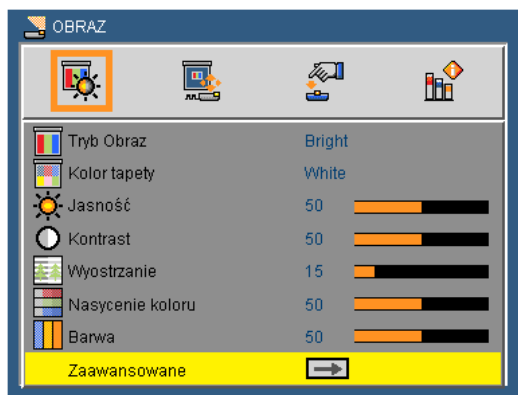 OBRAZ
Tryb Obraz Bright
Kolor tapety White
Jasność 50
Kontrast 50
Wyostrzanie 15
Nasycenie koloru 50
Barwa 50
Zaawansowane